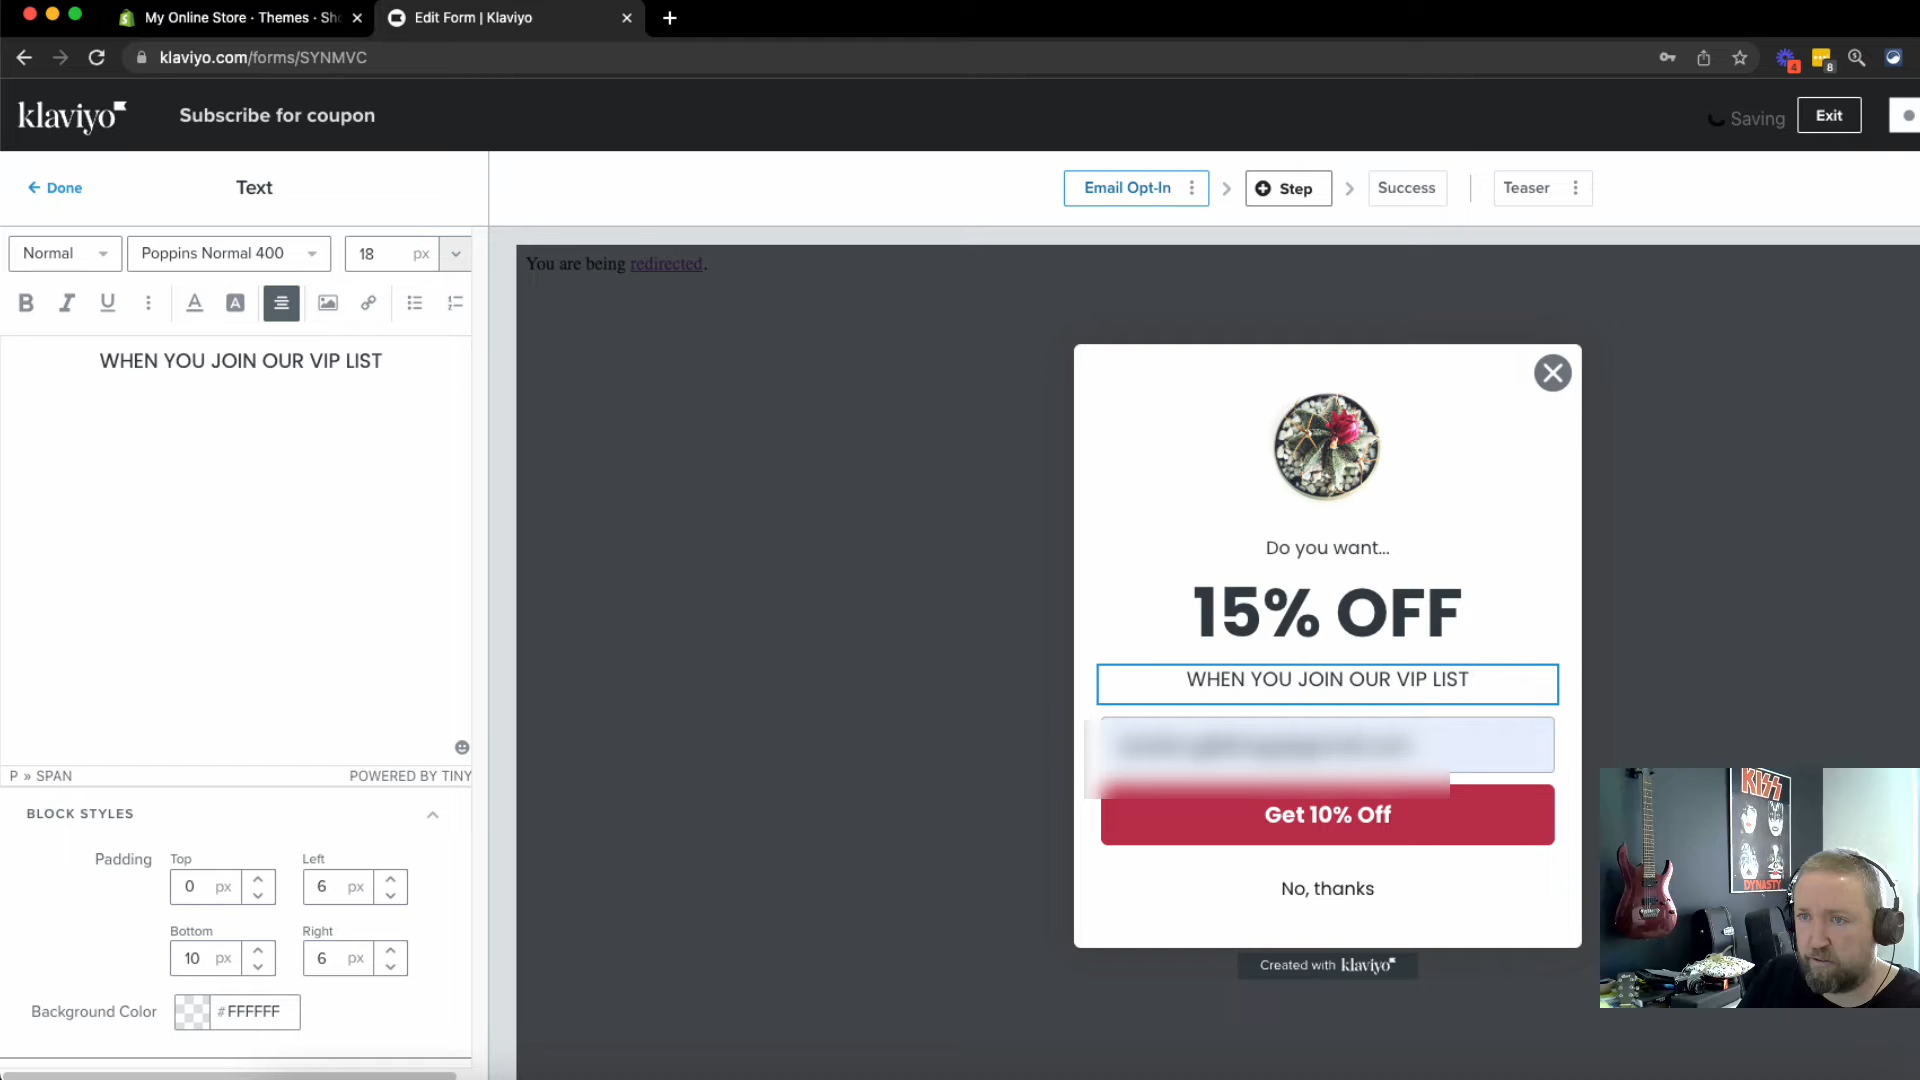 My Online Store · Themes · Sh
Edit Form | Klaviyo
klaviyo.com/forms/SYNMVC
4
8
klaviyo
Subscribe for coupon
Saving
Exit
Done
Text
Email Opt-In
Step
Success
Teaser
Normal
Poppins Normal 400
18 px
You are being redirected.
B I U A A
WHEN YOU JOIN OUR VIP LIST
Do you want...
15% OFF
WHEN YOU JOIN OUR VIP LIST
Get 10% Off
No, thanks
Created with klaviyo
P » SPAN
POWERED BY TINY
BLOCK STYLES
Padding
Top
Left
0 px
6 px
Bottom
Right
10 px
6 px
Background Color
#FFFFFF
KISS
DYNASTY